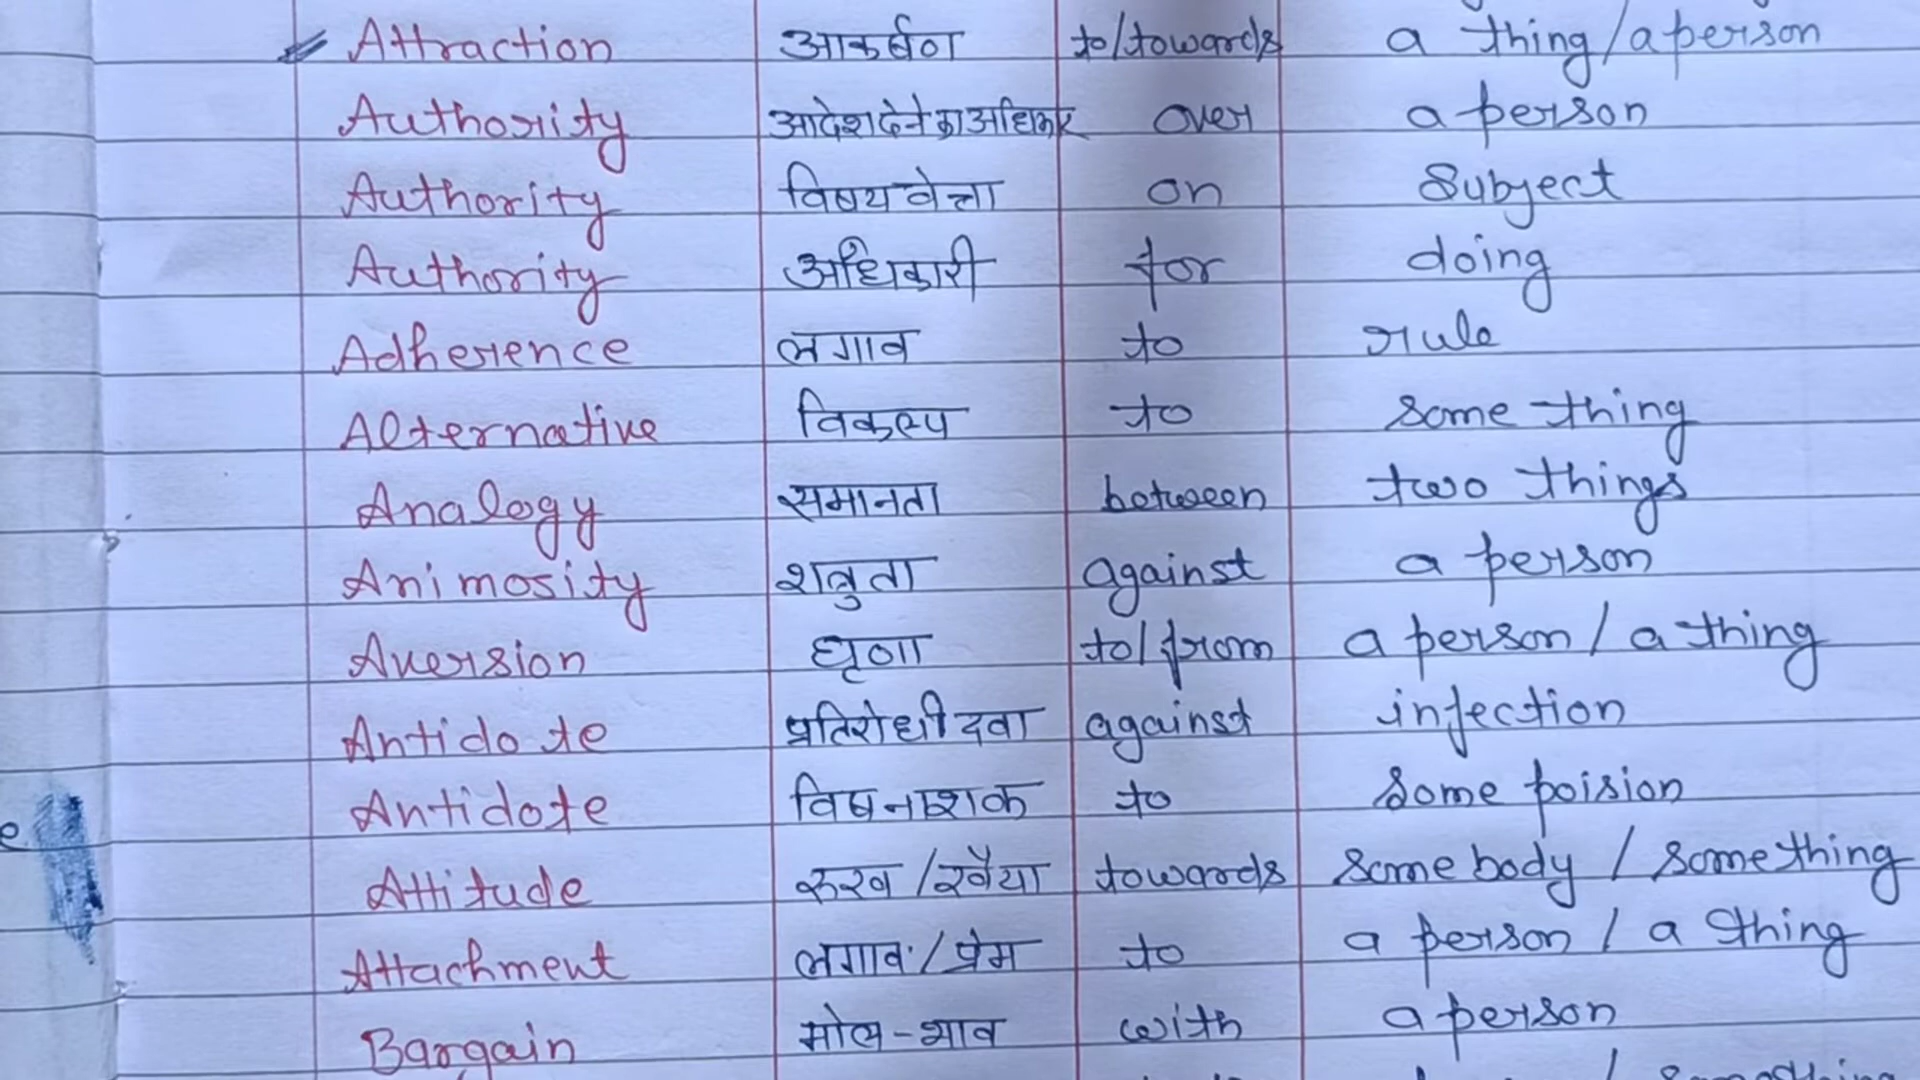 Attraction आकर्षण to/towards a thing/a person
Authority आदेश देने का अधिकार over a person
Authority विषयवेत्ता on Subject
Authority अधिकारी for doing
Adherence लगाव to rule
Alternative विकल्प to some thing
Analogy समानता between two things
Animosity शत्रुता against a person
Aversion घृणा to/from a person / a thing
Antidote प्रतिरोधी दवा against infection
Antidote विषनाशक to Some poision
Attitude रुख / रवैया towards Some body / Something
Attachment लगाव / प्रेम to a person / a thing
Bargain मोल-भाव with a person